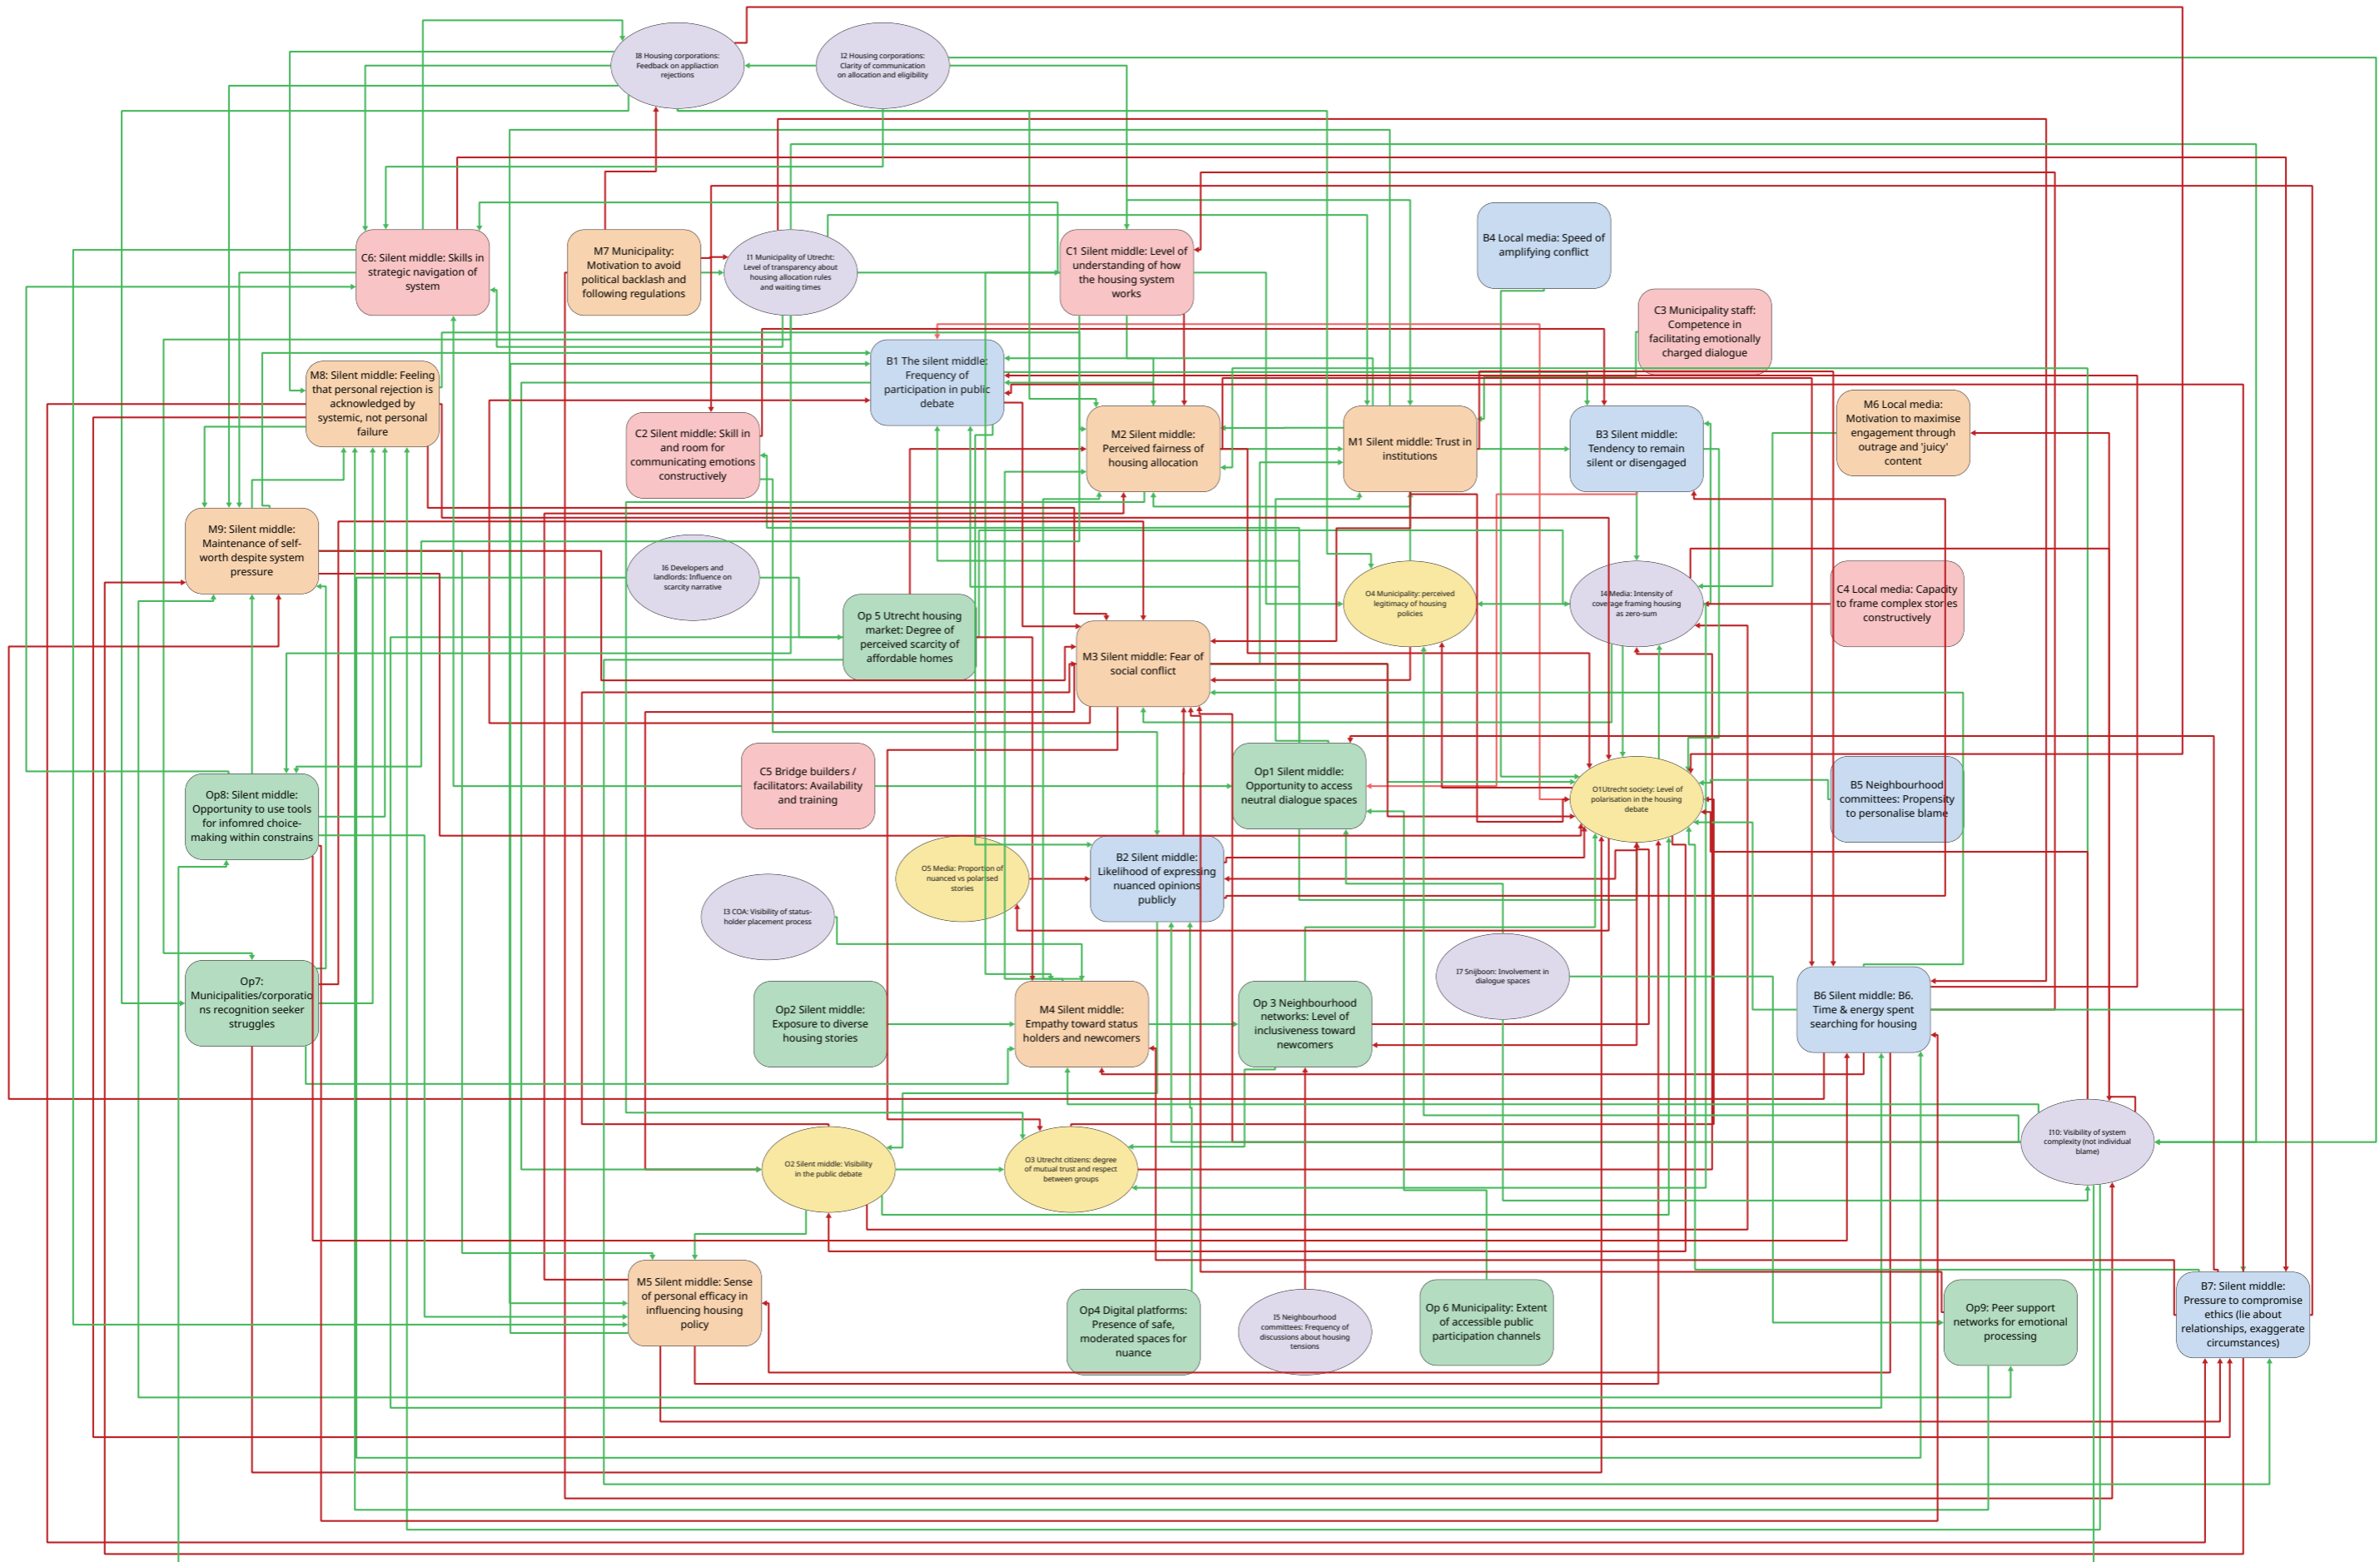 I8 Housing corporations:
Feedback on appliaction
rejections
I2 Housing corporations:
Clarity of communication
on allocation and eligibility
C6: Silent middle: Skills in
strategic navigation of
system
M7 Municipality:
Motivation to avoid
political backlash and
following regulations
I1 Municipality of Utrecht:
Level of transparency about
housing allocation rules
and waiting times
C1 Silent middle: Level of
understanding of how
the housing system
works
B4 Local media: Speed of
amplifying conflict
C3 Municipality staff:
Competence in
facilitating emotionally
charged dialogue
M8: Silent middle: Feeling
that personal rejection is
acknowledged by
systemic, not personal
failure
B1 The silent middle:
Frequency of
participation in public
debate
C2 Silent middle: Skill in
and room for
communicating emotions
constructively
M2 Silent middle:
Perceived fairness of
housing allocation
M1 Silent middle: Trust in
institutions
B3 Silent middle:
Tendency to remain
silent or disengaged
M6 Local media:
Motivation to maximise
engagement through
outrage and 'juicy'
content
M9: Silent middle:
Maintenance of self-
worth despite system
pressure
I6 Developers and
landlords: Influence on
scarcity narrative
Op 5 Utrecht housing
market: Degree of
perceived scarcity of
affordable homes
M3 Silent middle: Fear of
social conflict
O4 Municipality: perceived
legitimacy of housing
policies
I4 Media: Intensity of
coverage framing housing
as zero-sum
C4 Local media: Capacity
to frame complex stories
constructively
Op8: Silent middle:
Opportunity to use tools
for infomred choice-
making within constrains
C5 Bridge builders /
facilitators: Availability
and training
Op1 Silent middle:
Opportunity to access
neutral dialogue spaces
O1Utrecht society: Level of
polarisation in the housing
debate
B5 Neighbourhood
committees: Propensity
to personalise blame
O5 Media: Proportion of
nuanced vs polarised
stories
B2 Silent middle:
Likelihood of expressing
nuanced opinions
publicly
I3 COA: Visibility of status-
holder placement process
I7 Snijboon: Involvement in
dialogue spaces
Op7:
Municipalities/corporatio
ns recognition seeker
struggles
Op2 Silent middle:
Exposure to diverse
housing stories
M4 Silent middle:
Empathy toward status
holders and newcomers
Op 3 Neighbourhood
networks: Level of
inclusiveness toward
newcomers
B6 Silent middle: B6.
Time & energy spent
searching for housing
I10: Visibility of system
complexity (not individual
blame)
O2 Silent middle: Visibility
in the public debate
O3 Utrecht citizens: degree
of mutual trust and respect
between groups
M5 Silent middle: Sense
of personal efficacy in
influencing housing
policy
Op4 Digital platforms:
Presence of safe,
moderated spaces for
nuance
I5 Neighbourhood
committees: Frequency of
discussions about housing
tensions
Op 6 Municipality: Extent
of accessible public
participation channels
Op9: Peer support
networks for emotional
processing
B7: Silent middle:
Pressure to compromise
ethics (lie about
relationships, exaggerate
circumstances)